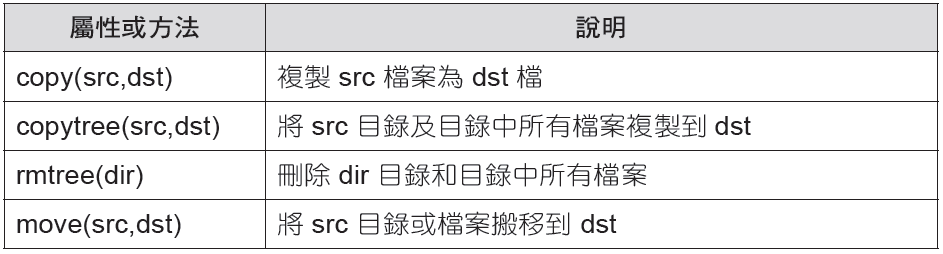 屬性或方法 說明
copy(src,dst) 複製 src 檔案為 dst 檔
copytree(src,dst) 將 src 目錄及目錄中所有檔案複製到 dst
rmtree(dir) 刪除 dir 目錄和目錄中所有檔案
move(src,dst) 將 src 目錄或檔案搬移到 dst